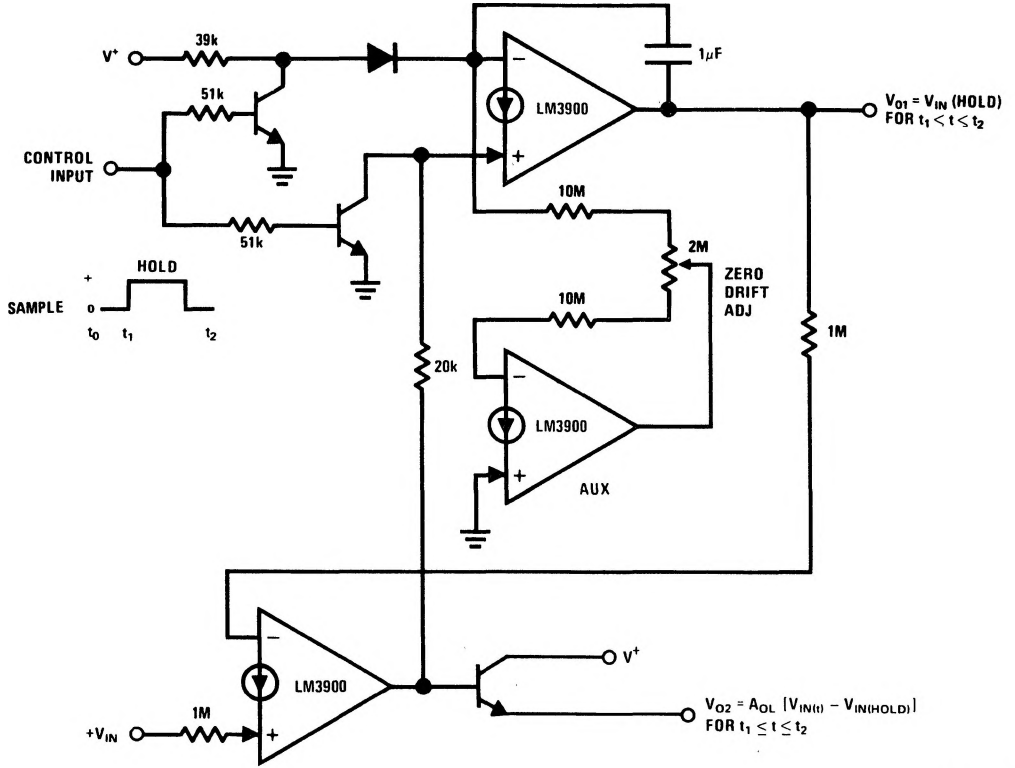 V⁺
39k
51k
CONTROL
INPUT
51k
−
LM3900
+
1μF
V₀₁ = V_IN (HOLD)
FOR t₁ < t ≤ t₂
HOLD
+
SAMPLE
0
t₀ t₁ t₂
10M
2M
ZERO
DRIFT
ADJ
10M
1M
20k
−
LM3900
+
AUX
−
LM3900
+
1M
+V_IN
V⁺
V₀₂ = A_OL [V_IN(t) − V_IN(HOLD)]
FOR t₁ ≤ t ≤ t₂